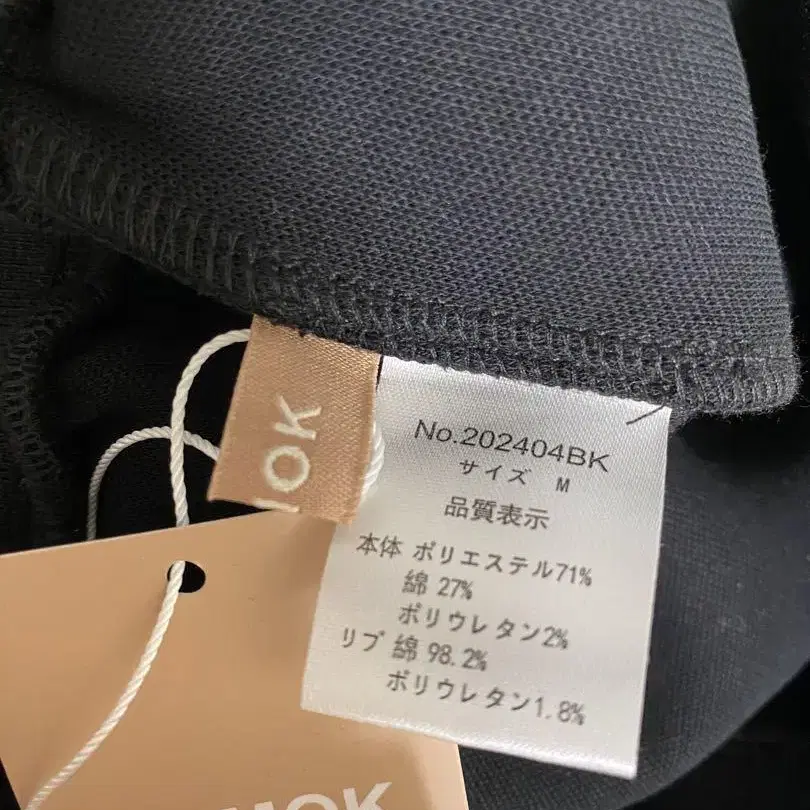 No.202404BK
サイズ M
品質表示
本体 ポリエステル71%
綿 27%
ポリウレタン2%
リブ 綿 98.2%
ポリウレタン1.8%